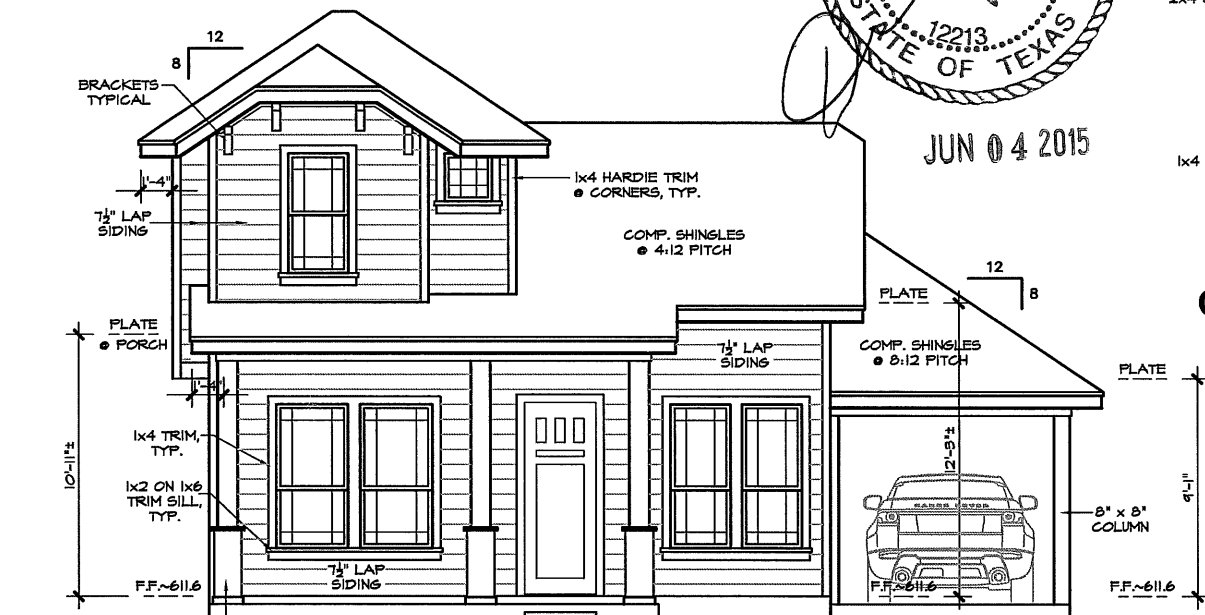 12
8
BRACKETS
TYPICAL
12213
STATE OF TEXAS
JUN 04 2015
1'-4"
1x4 HARDIE TRIM
@ CORNERS, TYP.
1x4
7½" LAP
SIDING
COMP. SHINGLES
@ 4:12 PITCH
12
8
PLATE
PLATE
@ PORCH
7½" LAP
SIDING
COMP. SHINGLES
@ 8:12 PITCH
PLATE
1'-4"
1x4 TRIM,
TYP.
10'-11"±
12'-3"±
9'-1"
1x2 ON 1x6
TRIM SILL,
TYP.
8" x 8"
COLUMN
7½" LAP
SIDING
F.F.~611.6
F.F.~611.6
F.F.~611.6